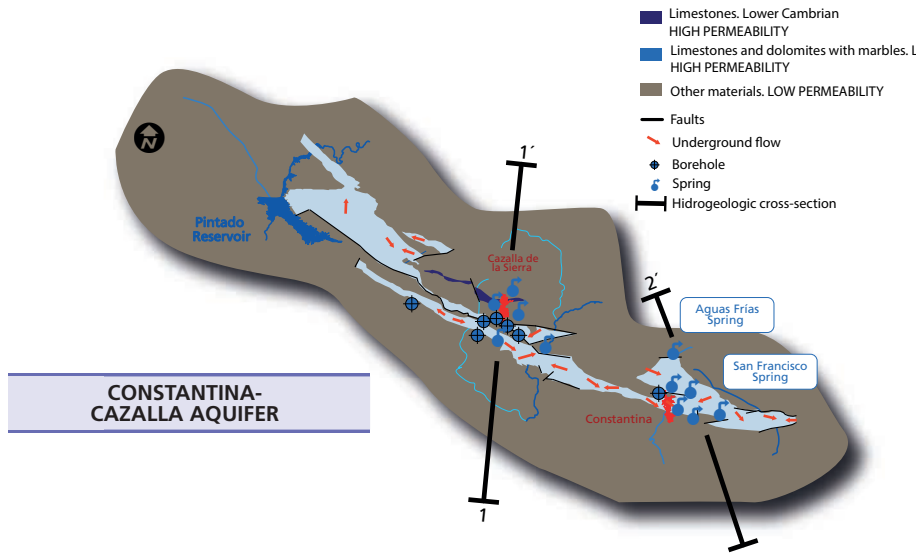 Limestones. Lower Cambrian
HIGH PERMEABILITY
Limestones and dolomites with marbles. L
HIGH PERMEABILITY
Other materials. LOW PERMEABILITY
Faults
Underground flow
Borehole
Spring
Hidrogeologic cross-section
N
1´
Pintado
Reservoir
Cazalla de
la Sierra
2´
Aguas Frías
Spring
San Francisco
Spring
CONSTANTINA-
CAZALLA AQUIFER
Constantina
1